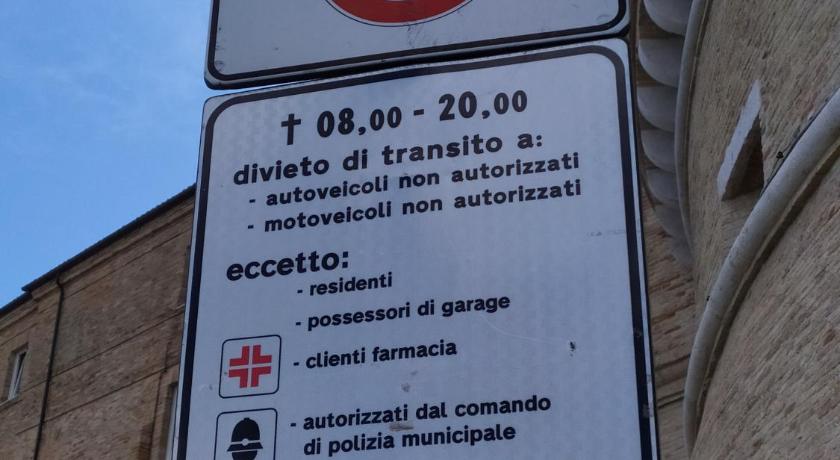 † 08,00 - 20,00
divieto di transito a:
- autoveicoli non autorizzati
- motoveicoli non autorizzati
eccetto:
- residenti
- possessori di garage
- clienti farmacia
- autorizzati dal comando
di polizia municipale